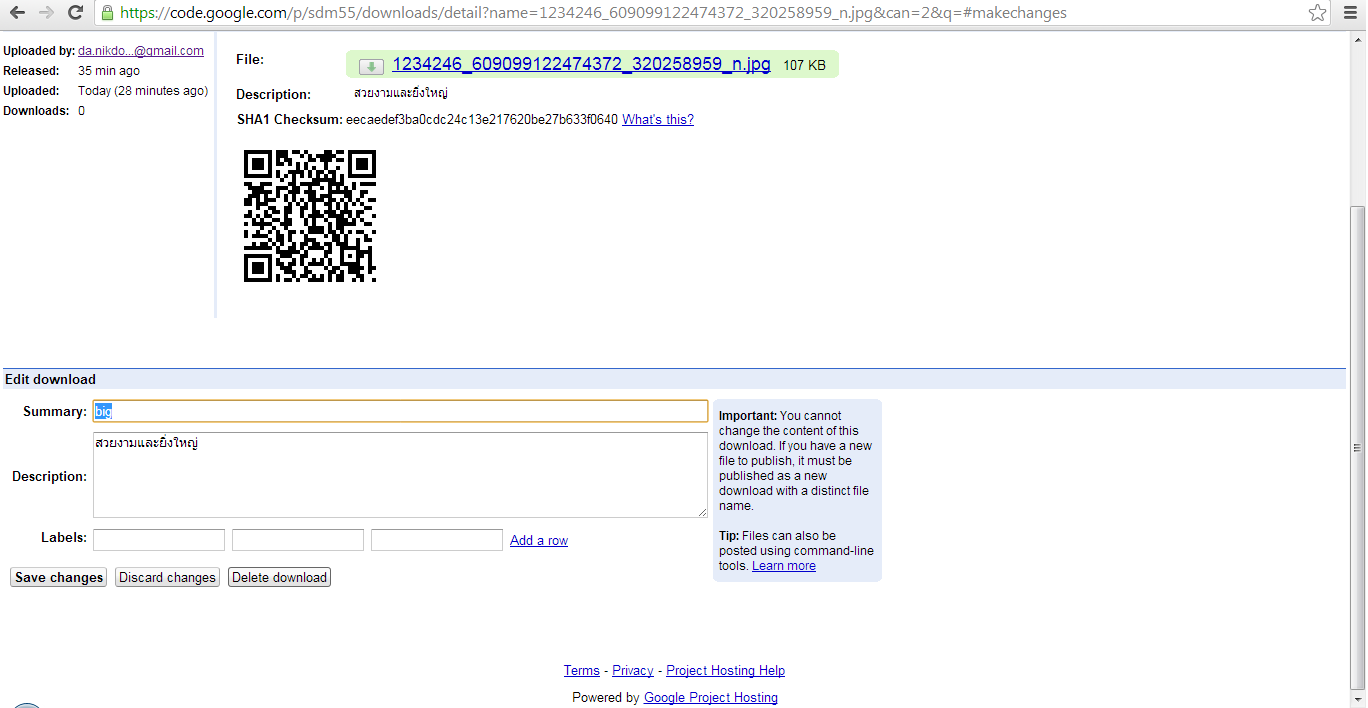 https://code.google.com/p/sdm55/downloads/detail?name=1234246_609099122474372_320258959_n.jpg&can=2&q=#makechanges
Uploaded by: da.nikdo...@gmail.com
Released: 35 min ago
Uploaded: Today (28 minutes ago)
Downloads: 0
File: 1234246_609099122474372_320258959_n.jpg 107 KB
Description: สวยงามและยิ่งใหญ่
SHA1 Checksum: eecaedef3ba0cdc24c13e217620be27b633f0640 What's this?
Edit download
Summary: big
Description: สวยงามและยิ่งใหญ่
Labels: Add a row
Save changes Discard changes Delete download
Important: You cannot
change the content of this
download. If you have a new
file to publish, it must be
published as a new
download with a distinct file
name.
Tip: Files can also be
posted using command-line
tools. Learn more
Terms - Privacy - Project Hosting Help
Powered by Google Project Hosting